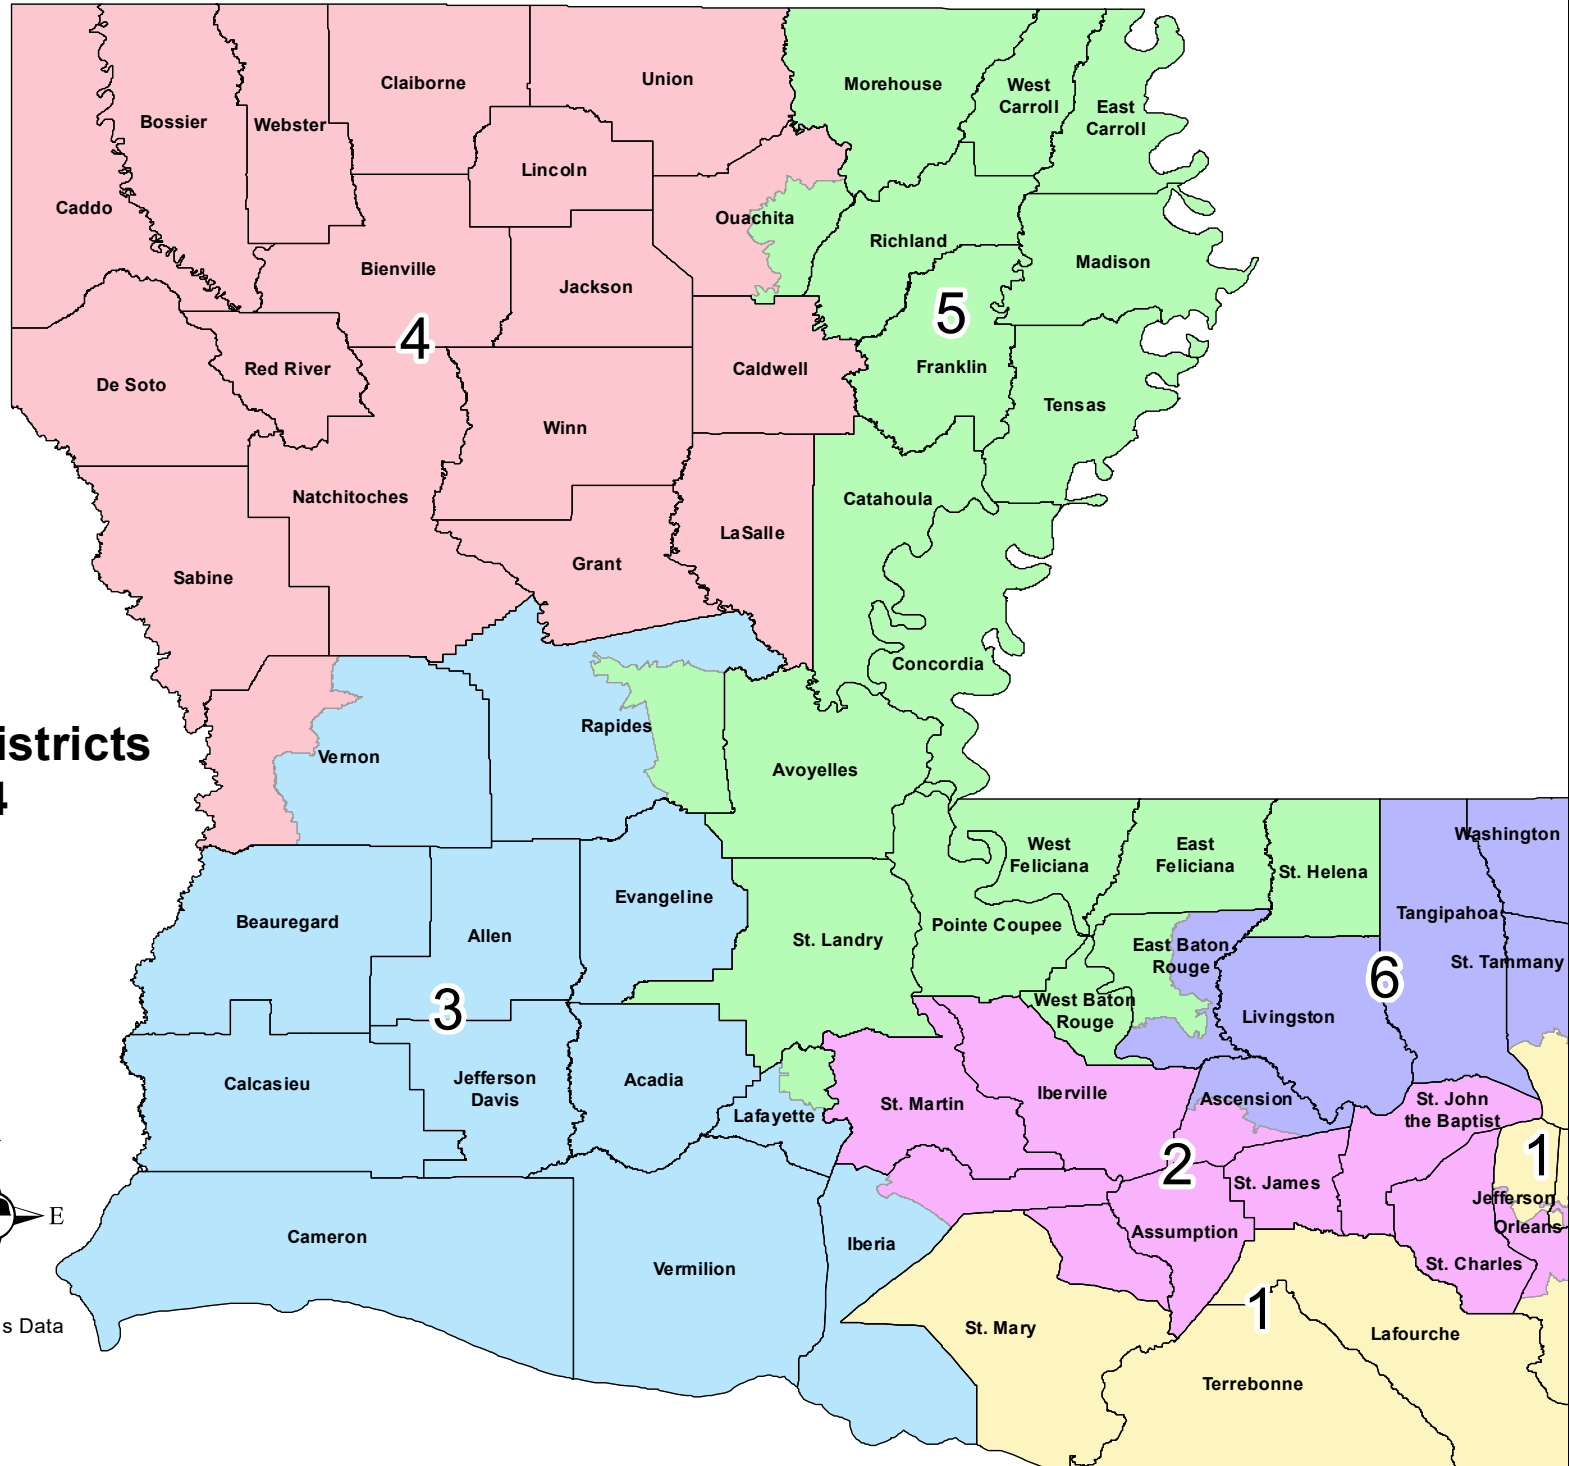 Claiborne
Union
Morehouse
West
Carroll
East
Carroll
Bossier
Webster
Lincoln
Caddo
Ouachita
Richland
Madison
Bienville
Jackson
5
4
Red River
De Soto
Caldwell
Franklin
Tensas
Winn
Natchitoches
Catahoula
LaSalle
Grant
Sabine
Concordia
Rapides
istricts
4
Vernon
Avoyelles
Washington
West
Feliciana
East
Feliciana
St. Helena
Evangeline
Tangipahoa
Beauregard
Allen
St. Landry
Pointe Coupee
East Baton
Rouge
St. Tammany
6
3
West Baton
Rouge
Livingston
Calcasieu
Jefferson
Davis
Acadia
Lafayette
St. Martin
Iberville
Ascension
St. John
the Baptist
2
1
St. James
Jefferson
E
Cameron
Iberia
Assumption
Orleans
Vermilion
St. Charles
1
s Data
St. Mary
Lafourche
Terrebonne